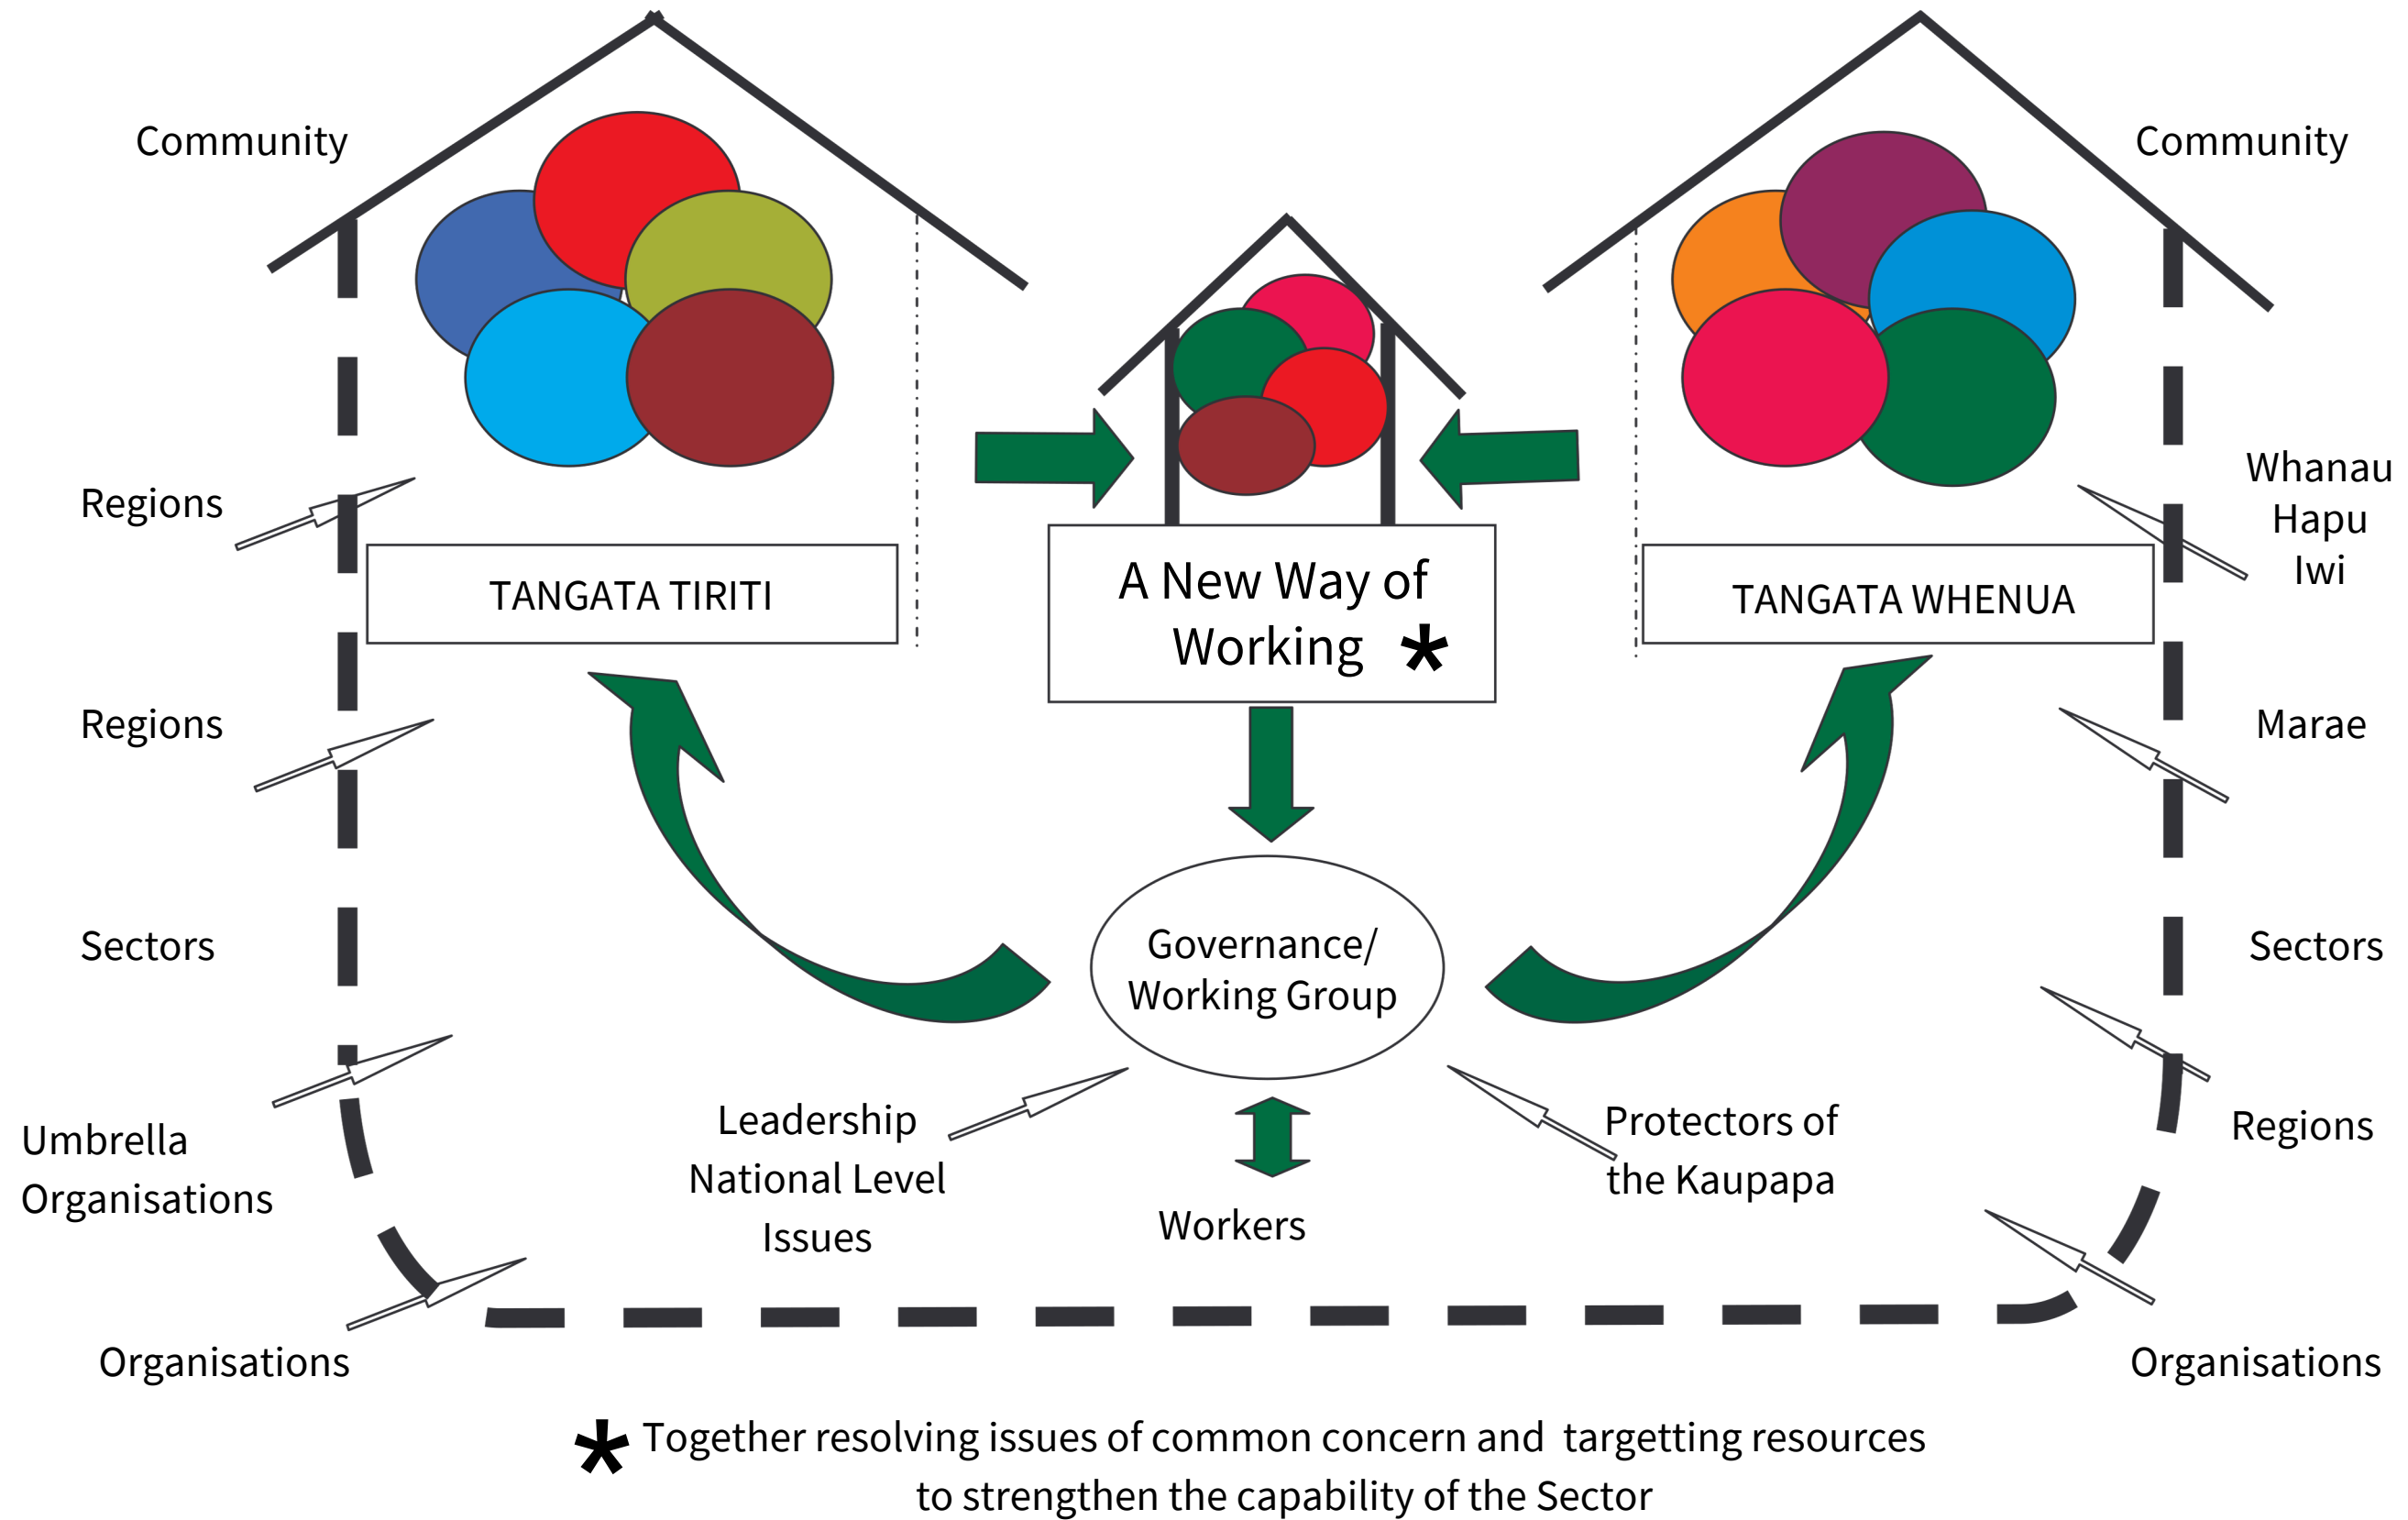 Community
Community
Regions
Whanau
Hapu
Iwi
TANGATA TIRITI
A New Way of
Working *
TANGATA WHENUA
Regions
Marae
Sectors
Governance/
Working Group
Sectors
Umbrella
Organisations
Leadership
National Level
Issues
Workers
Protectors of
the Kaupapa
Regions
Organisations
Organisations
* Together resolving issues of common concern and targetting resources
to strengthen the capability of the Sector